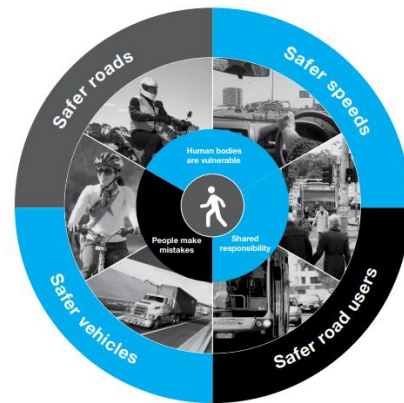 Safer roads
Safer speeds
Human bodies
are vulnerable
People make
mistakes
Shared
responsibility
Safer vehicles
Safer road users